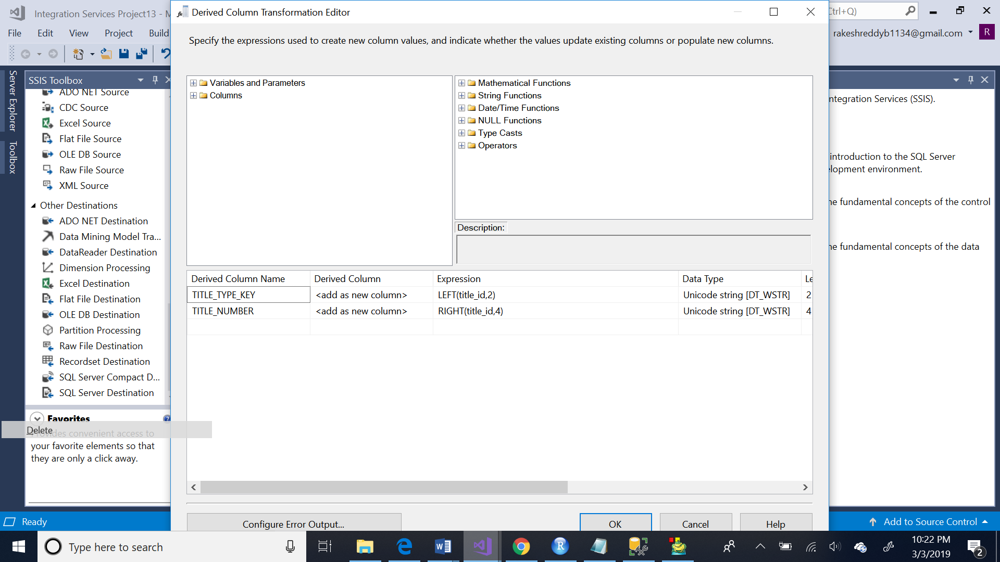 Integration Services Project13 - M
Derived Column Transformation Editor
Ctrl+Q)
File Edit View Project Build
rakeshreddyb1134@gmail.com R
Specify the expressions used to create new column values, and indicate whether the values update existing columns or populate new columns.
Server Explorer
Toolbox
SSIS Toolbox
ADO NET Source
CDC Source
Excel Source
Flat File Source
OLE DB Source
Raw File Source
XML Source
Other Destinations
ADO NET Destination
Data Mining Model Tra...
DataReader Destination
Dimension Processing
Excel Destination
Flat File Destination
OLE DB Destination
Partition Processing
Raw File Destination
Recordset Destination
SQL Server Compact D...
SQL Server Destination
Favorites
Delete
Provides convenient access to
your favorite elements so that
they are only a click away.
Variables and Parameters
Columns
Mathematical Functions
String Functions
Date/Time Functions
NULL Functions
Type Casts
Operators
Description:
Derived Column Name Derived Column Expression Data Type Le
TITLE_TYPE_KEY <add as new column> LEFT(title_id,2) Unicode string [DT_WSTR] 2
TITLE_NUMBER <add as new column> RIGHT(title_id,4) Unicode string [DT_WSTR] 4
Configure Error Output... OK Cancel Help
ntegration Services (SSIS).
introduction to the SQL Server
lopment environment.
ne fundamental concepts of the control
ne fundamental concepts of the data
Ready
Add to Source Control
Type here to search
10:22 PM
3/3/2019
2